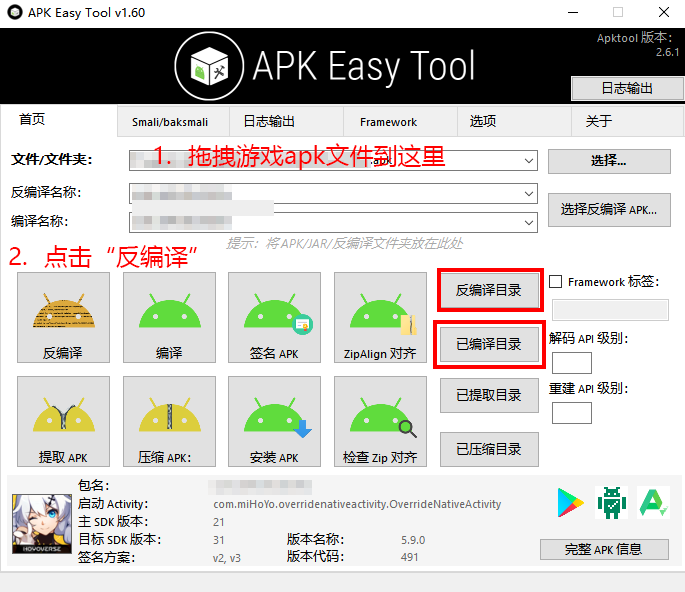 APK Easy Tool v1.60
Apktool 版本:
2.6.1
APK Easy Tool
日志输出
首页
Smali/baksmali
日志输出
Framework
选项
关于
文件/文件夹:
1. 拖拽游戏apk文件到这里
选择...
反编译名称:
选择反编译 APK...
编译名称:
提示：将 APK/JAR/反编译文件夹放在此处
2. 点击“反编译”
反编译
编译
签名 APK
ZipAlign 对齐
反编译目录
Framework 标签:
已编译目录
解码 API 级别:
已提取目录
重建 API 级别:
已压缩目录
提取 APK
压缩 APK:
安装 APK
检查 Zip 对齐
包名:
启动 Activity:
com.miHoYo.overridenativeactivity.OverrideNativeActivity
主 SDK 版本:
21
目标 SDK 版本:
31
版本名称:
5.9.0
签名方案:
v2, v3
版本代码:
491
HOYOVERSE
完整 APK 信息